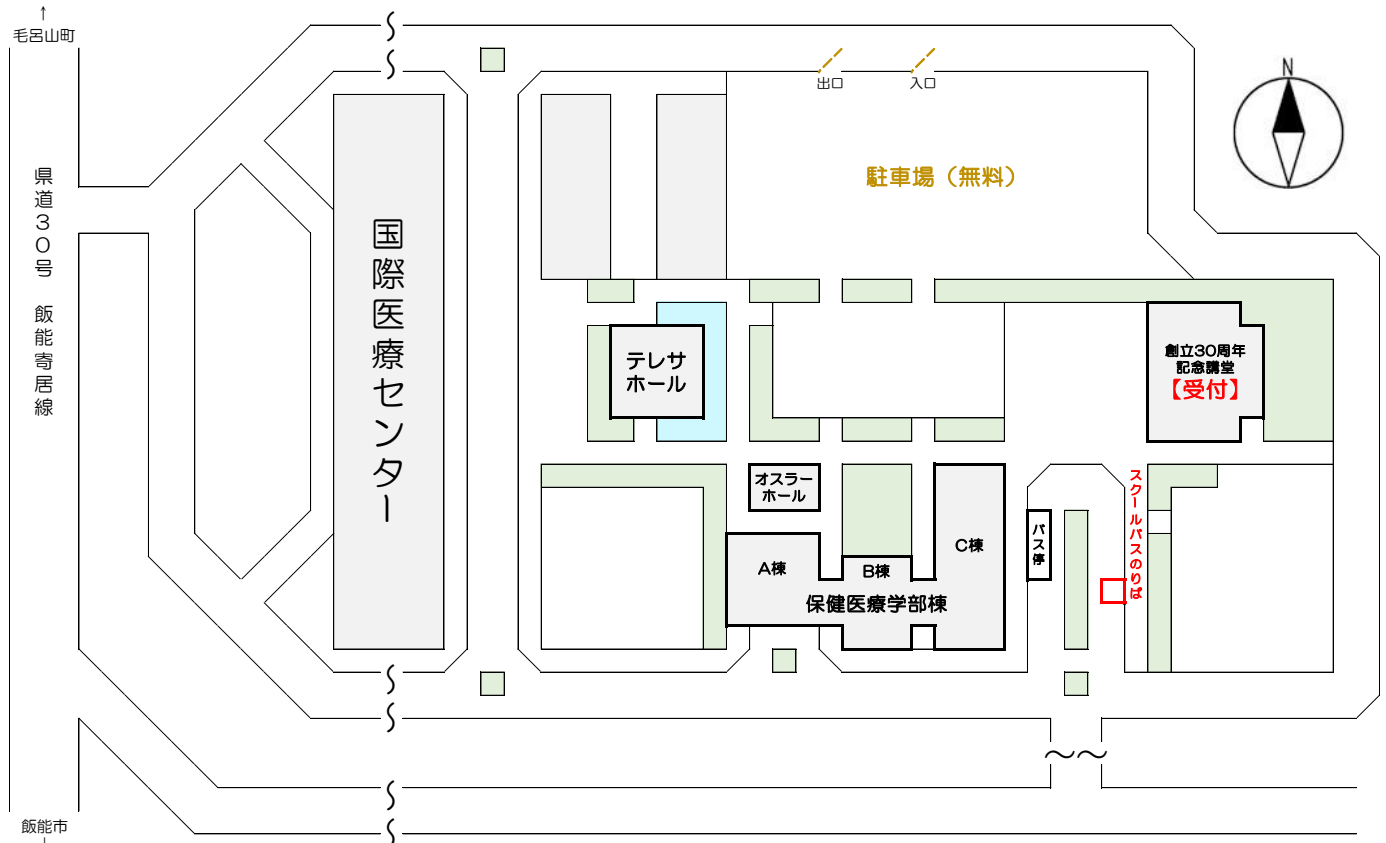 ↑
毛呂山町
県道30号 飯能寄居線
飯能市
国際医療センター
出口
入口
駐車場（無料）
N
テレサ
ホール
創立30周年
記念講堂
【受付】
オスラー
ホール
A棟
B棟
C棟
保健医療学部棟
バス停
スクールバスのりば